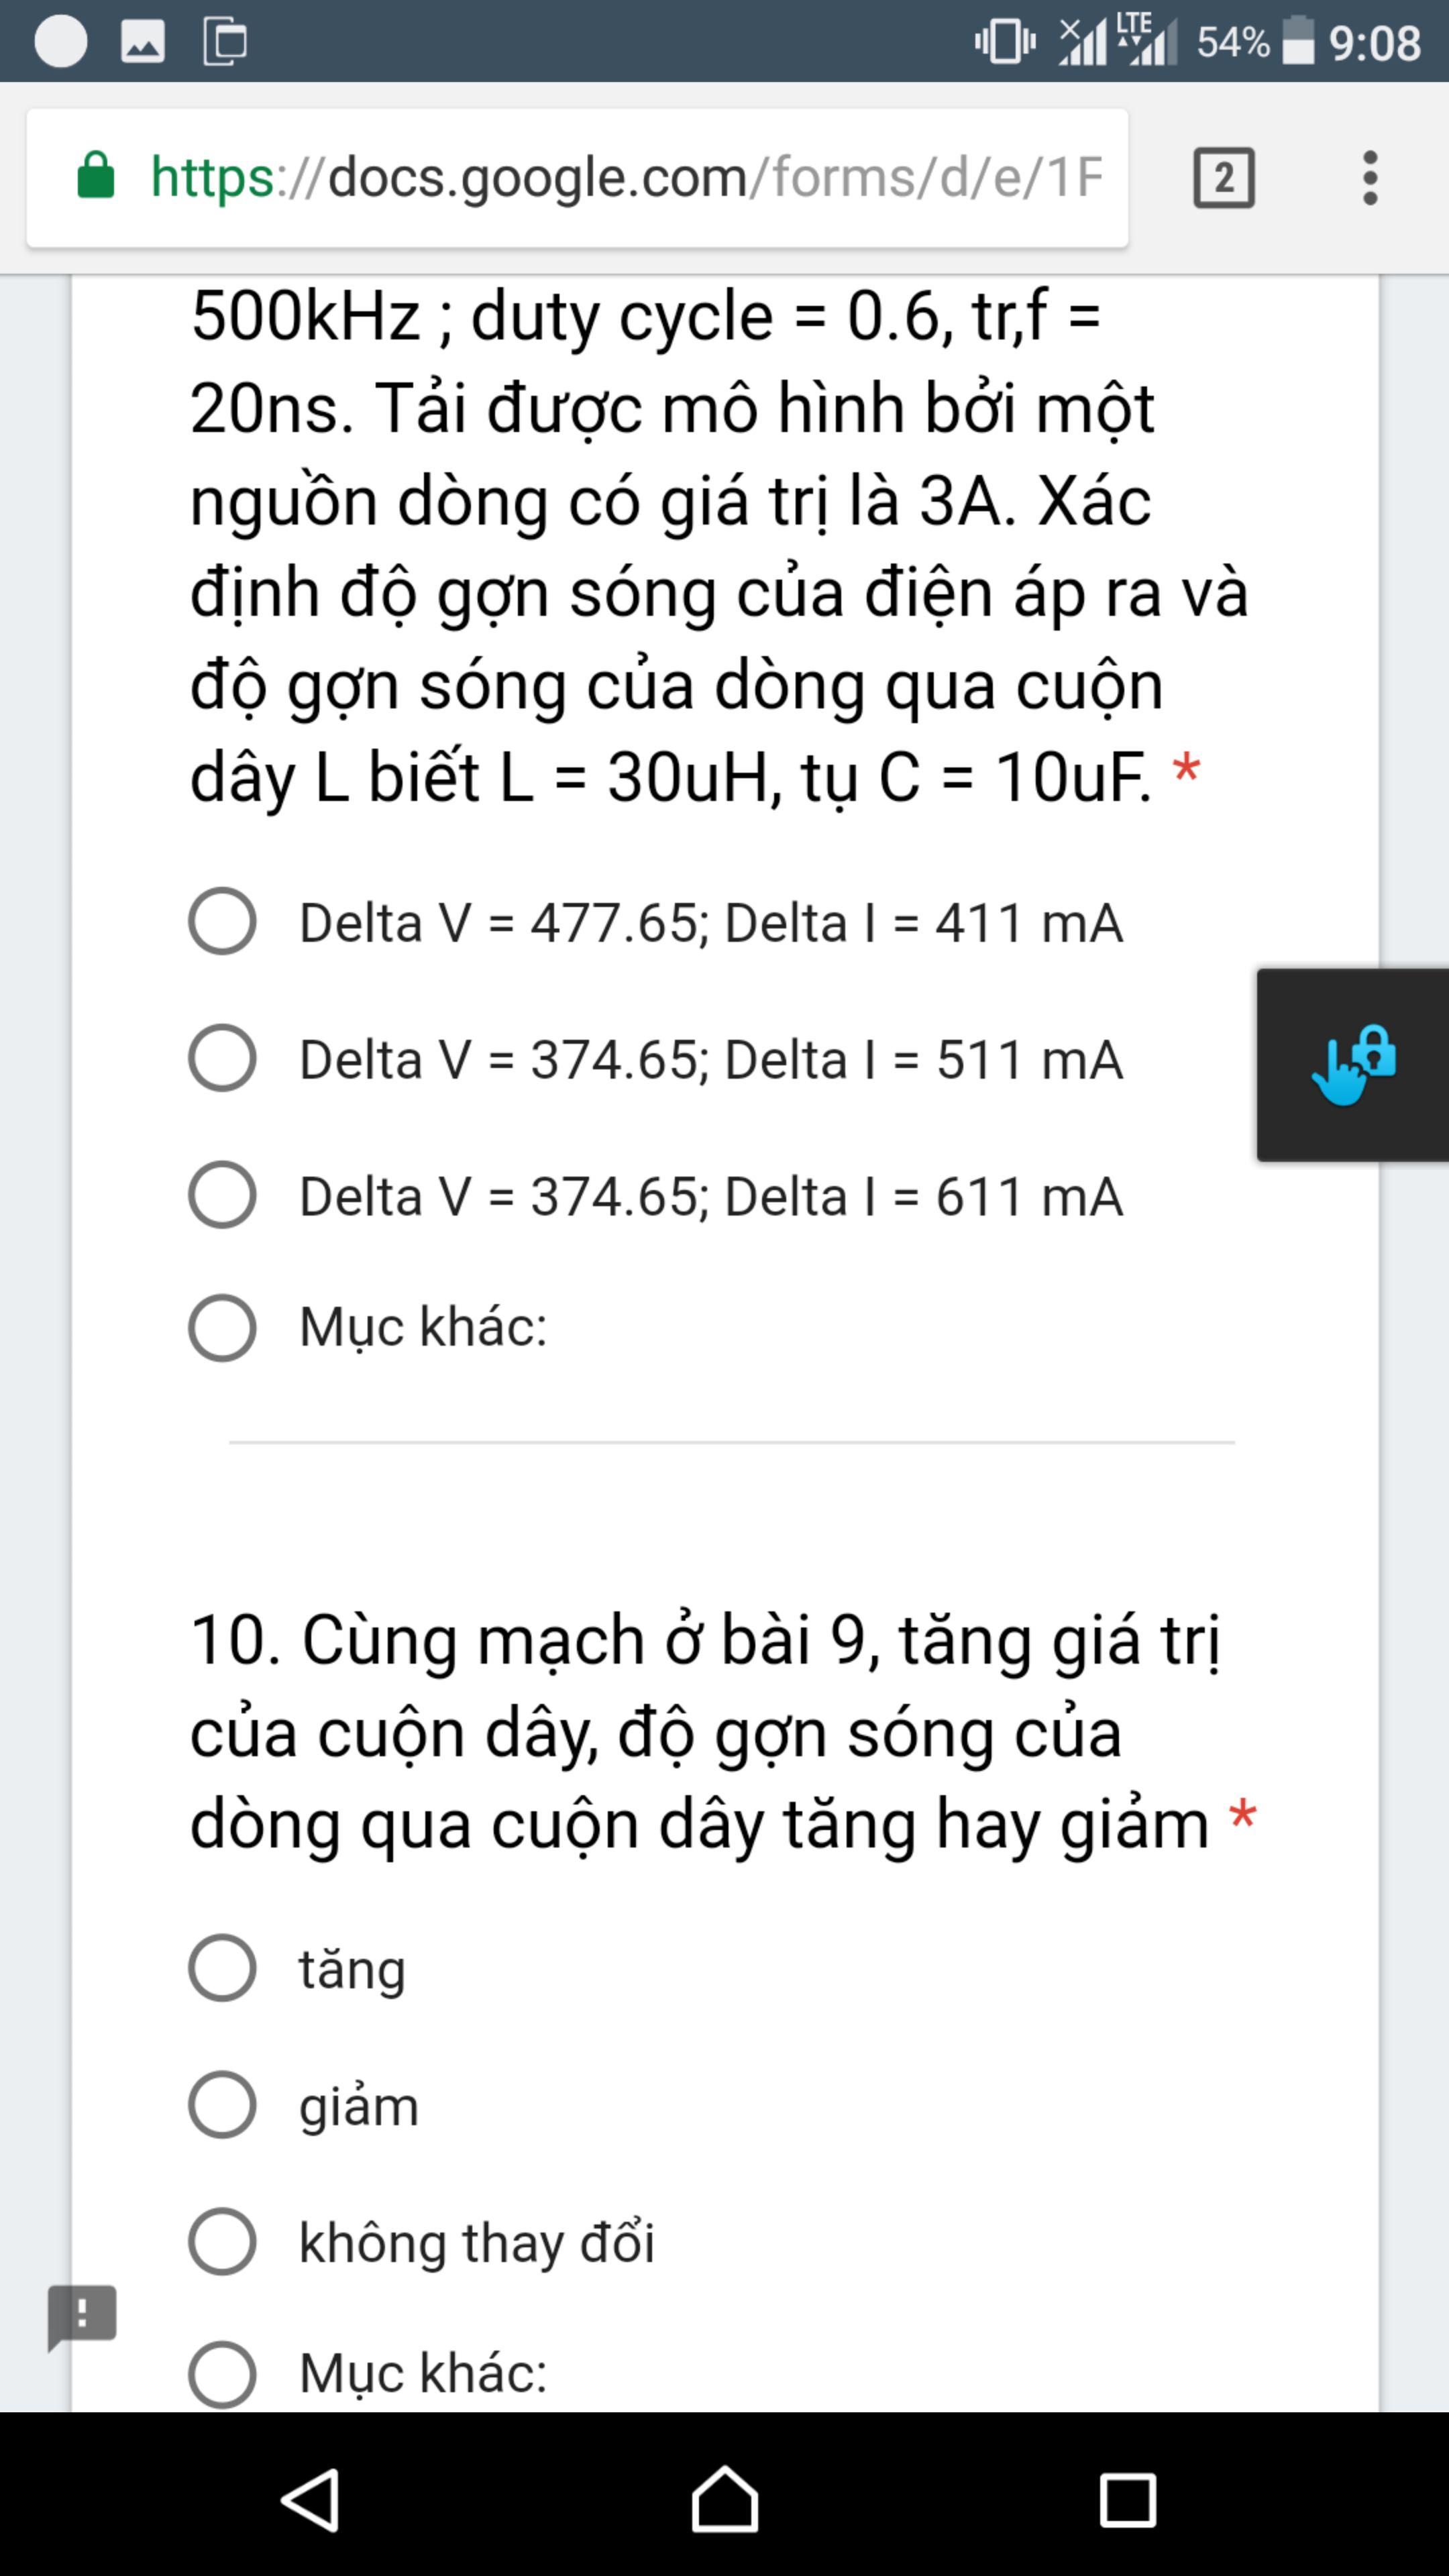 LTE 54% 9:08
https://docs.google.com/forms/d/e/1F 2
500kHz ; duty cycle = 0.6, tr,f =
20ns. Tải được mô hình bởi một
nguồn dòng có giá trị là 3A. Xác
định độ gợn sóng của điện áp ra và
độ gợn sóng của dòng qua cuộn
dây L biết L = 30uH, tụ C = 10uF. *
Delta V = 477.65; Delta I = 411 mA
Delta V = 374.65; Delta I = 511 mA
Delta V = 374.65; Delta I = 611 mA
Mục khác:
10. Cùng mạch ở bài 9, tăng giá trị
của cuộn dây, độ gợn sóng của
dòng qua cuộn dây tăng hay giảm *
tăng
giảm
không thay đổi
Mục khác: